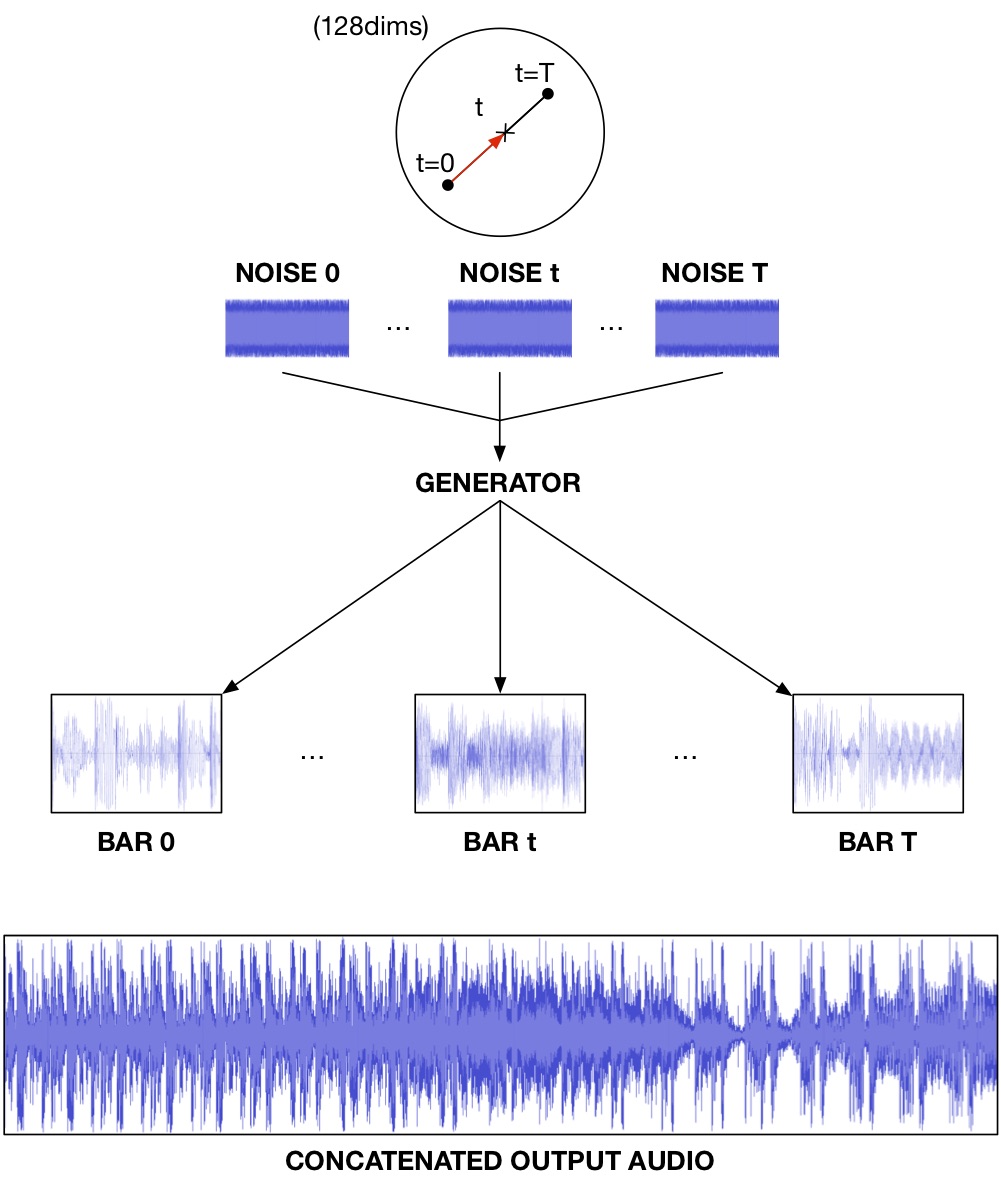 (128dims)
t=T
t
t=0
NOISE 0 NOISE t NOISE T
... ...
GENERATOR
... ...
BAR 0 BAR t BAR T
CONCATENATED OUTPUT AUDIO